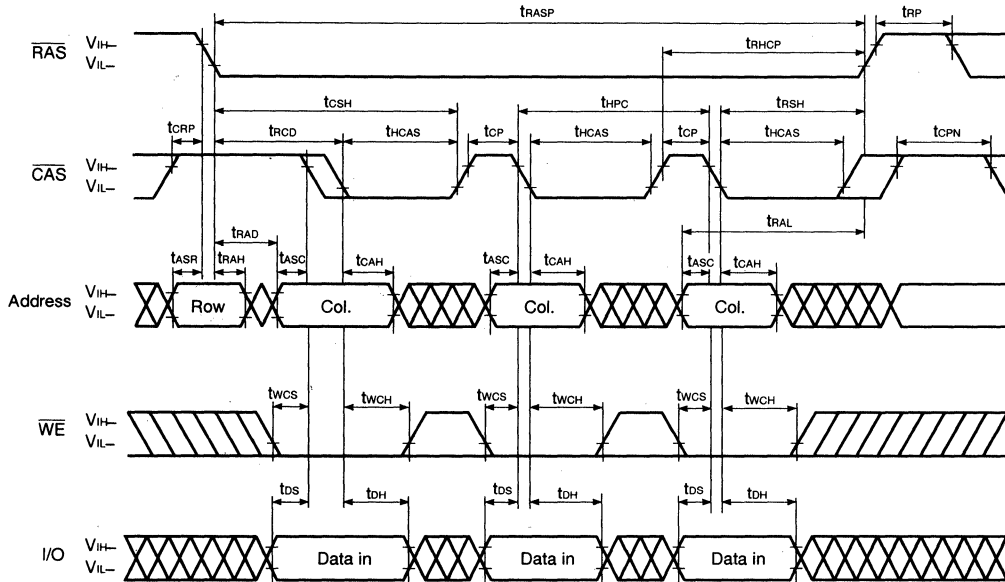 tRASP tRP
RAS VIH– VIL– tRHCP
tCSH tHPC tRSH
tCRP tRCD tHCAS tCP tHCAS tCP tHCAS tCPN
CAS VIH– VIL–
tRAD tRAL
tASR tRAH tASC tCAH tASC tCAH tASC tCAH
Address VIH– VIL– Row Col. Col. Col.
tWCS tWCH tWCS tWCH tWCS tWCH
WE VIH– VIL–
tDS tDH tDS tDH tDS tDH
I/O VIH– VIL– Data in Data in Data in